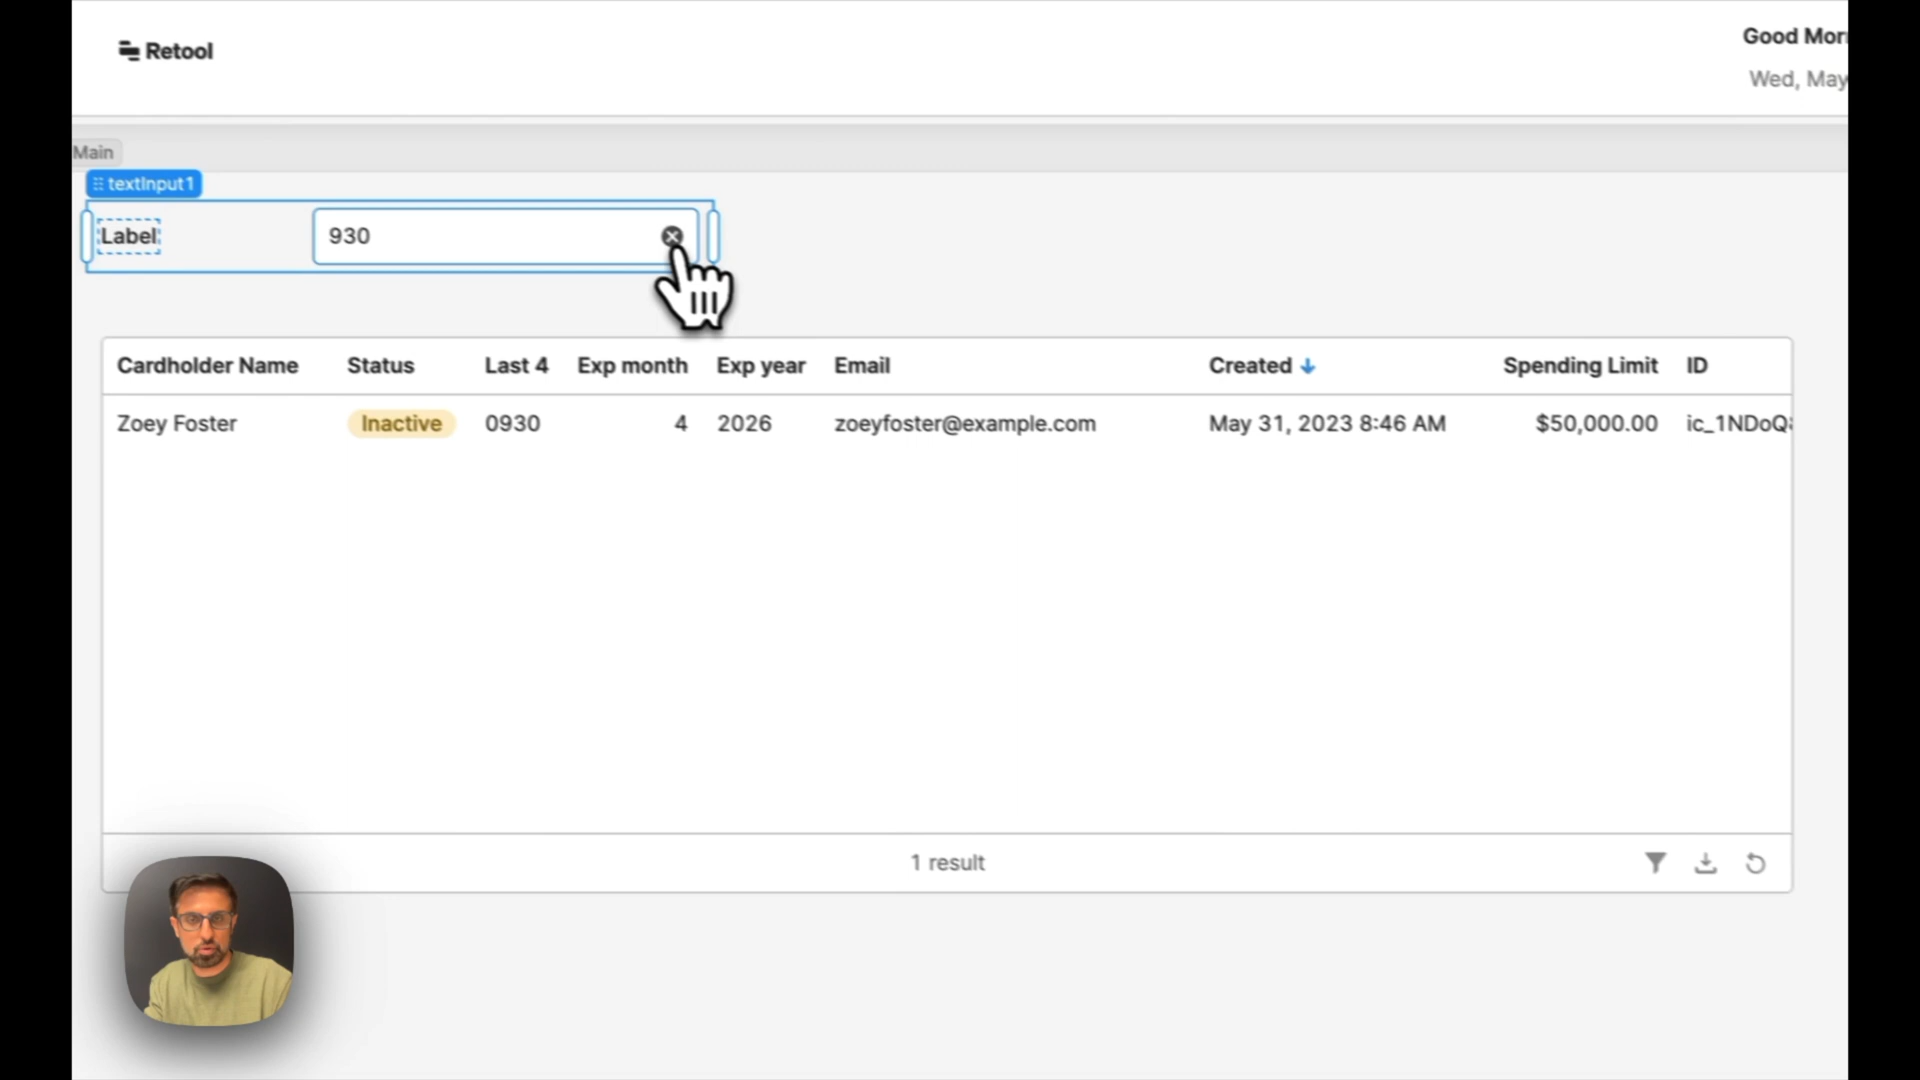 Retool
Good Mor
Wed, May
Main
textInput1
Label
930
Cardholder Name Status Last 4 Exp month Exp year Email Created Spending Limit ID
Zoey Foster Inactive 0930 4 2026 zoeyfoster@example.com May 31, 2023 8:46 AM $50,000.00 ic_1NDoQ
1 result